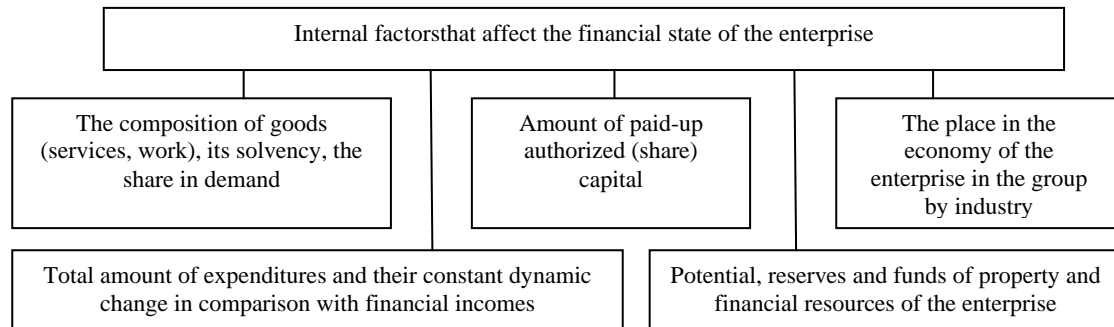 Internal factorsthat affect the financial state of the enterprise
The composition of goods
(services, work), its solvency, the
share in demand
Amount of paid-up
authorized (share)
capital
The place in the
economy of the
enterprise in the group
by industry
Total amount of expenditures and their constant dynamic
change in comparison with financial incomes
Potential, reserves and funds of property and
financial resources of the enterprise